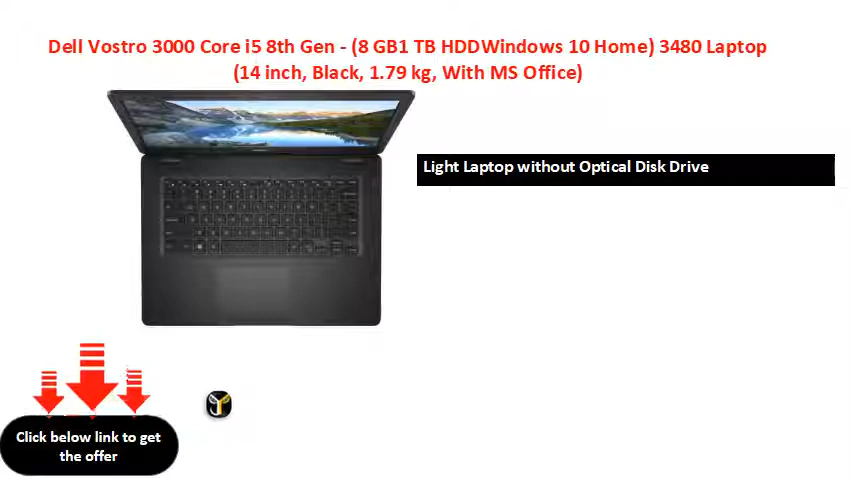 Dell Vostro 3000 Core i5 8th Gen - (8 GB1 TB HDDWindows 10 Home) 3480 Laptop
(14 inch, Black, 1.79 kg, With MS Office)
Light Laptop without Optical Disk Drive
Click below link to get
the offer